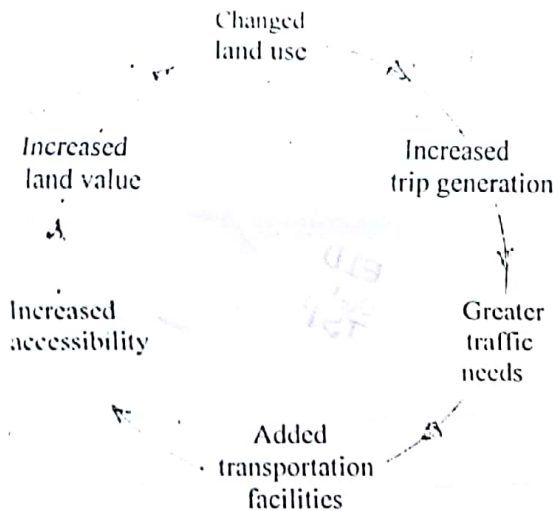 Changed
land use
Increased
trip generation
Greater
traffic
needs
Added
transportation
facilities
Increased
accessibility
Increased
land value